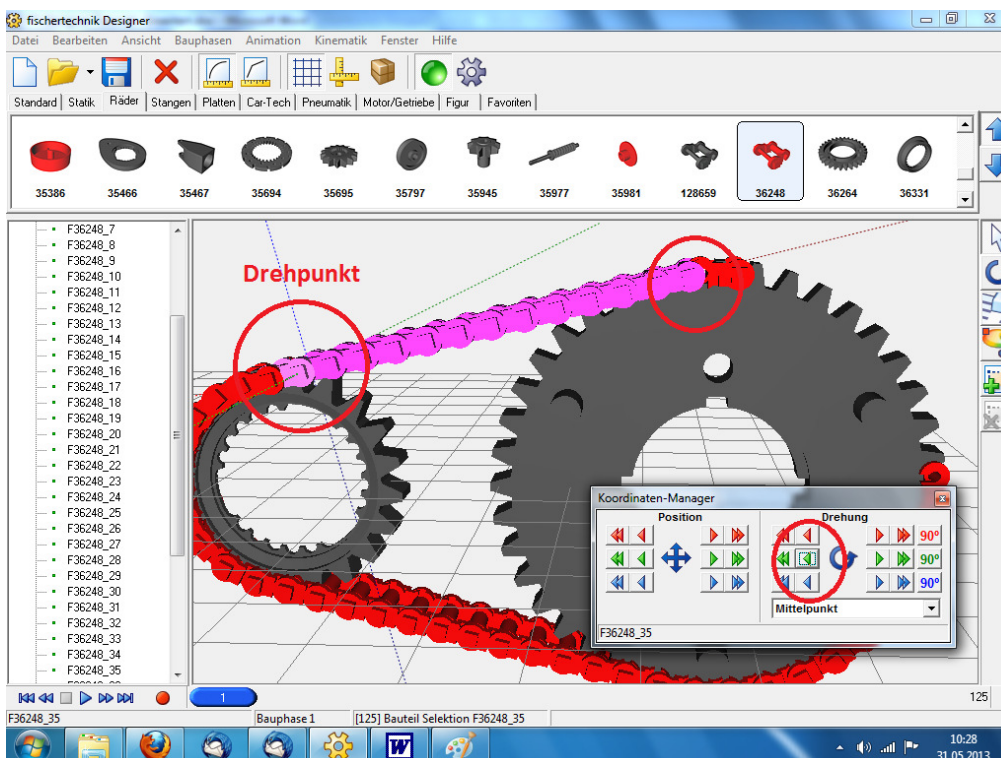 fischertechnik Designer
Datei Bearbeiten Ansicht Bauphasen Animation Kinematik Fenster Hilfe
Standard Statik Räder Stangen Platten Car-Tech Pneumatik Motor/Getriebe Figur Favoriten
35386 35466 35467 35694 35695 35797 35945 35977 35981 128659 36248 36264 36331
F36248_7
F36248_8
F36248_9
F36248_10
F36248_11
F36248_12
F36248_13
F36248_14
F36248_15
F36248_16
F36248_17
F36248_18
F36248_19
F36248_20
F36248_21
F36248_22
F36248_23
F36248_24
F36248_25
F36248_26
F36248_27
F36248_28
F36248_29
F36248_30
F36248_31
F36248_32
F36248_33
F36248_34
F36248_35
Drehpunkt
Koordinaten-Manager
Position Drehung
90°
90°
90°
Mittelpunkt
F36248_35
1 125
F36248_35 Bauphase 1 [125] Bauteil Selektion F36248_35
W 10:28
31.05.2013